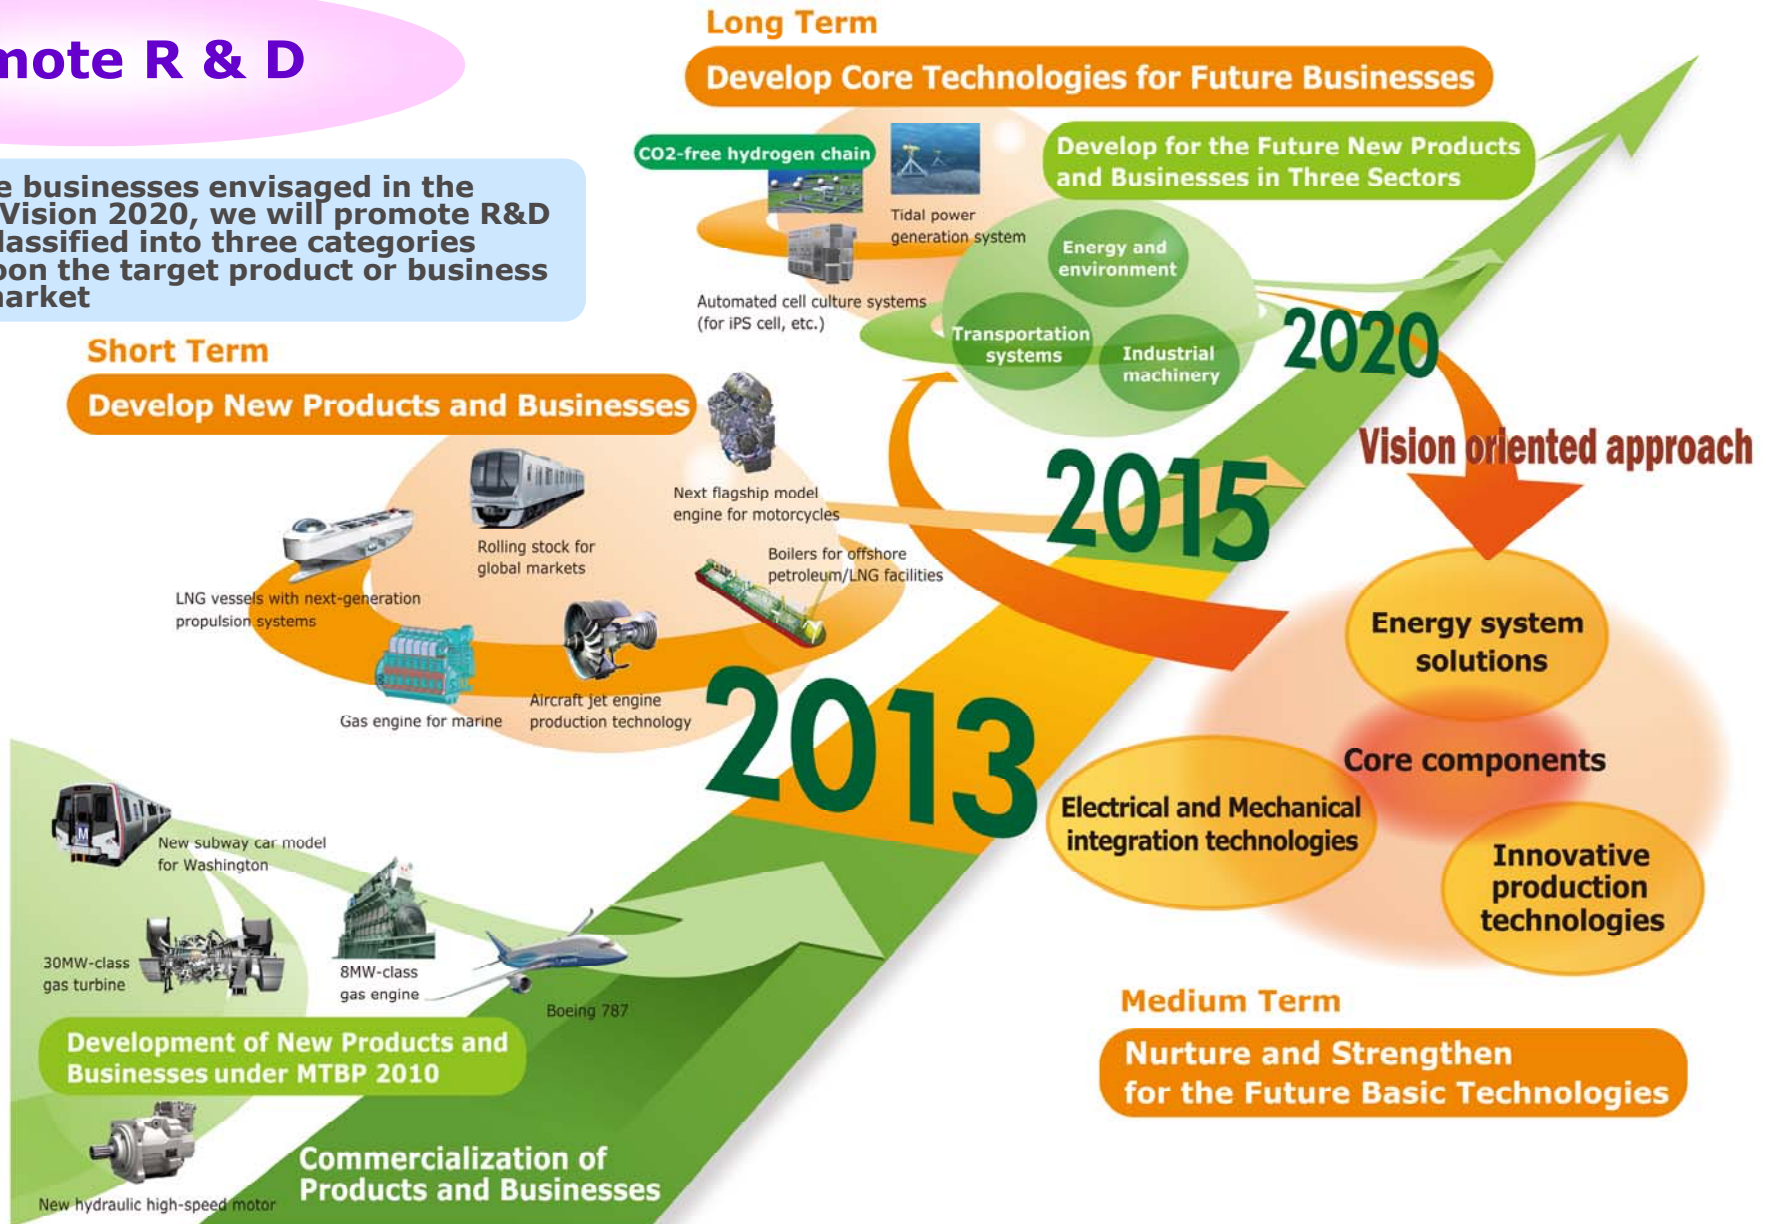 mote R & D
e businesses envisaged in the
Vision 2020, we will promote R&D
lassified into three categories
pon the target product or business
market
Long Term
Develop Core Technologies for Future Businesses
CO2-free hydrogen chain
Tidal power
generation system
Automated cell culture systems
(for iPS cell, etc.)
Develop for the Future New Products
and Businesses in Three Sectors
Energy and
environment
Transportation
systems
Industrial
machinery
2020
Short Term
Develop New Products and Businesses
Next flagship model
engine for motorcycles
Rolling stock for
global markets
Boilers for offshore
petroleum/LNG facilities
LNG vessels with next-generation
propulsion systems
Gas engine for marine
Aircraft jet engine
production technology
2015
Vision oriented approach
2013
Energy system
solutions
Core components
Electrical and Mechanical
integration technologies
Innovative
production
technologies
Medium Term
Nurture and Strengthen
for the Future Basic Technologies
M
New subway car model
for Washington
30MW-class
gas turbine
8MW-class
gas engine
Boeing 787
Development of New Products and
Businesses under MTBP 2010
New hydraulic high-speed motor
Commercialization of
Products and Businesses